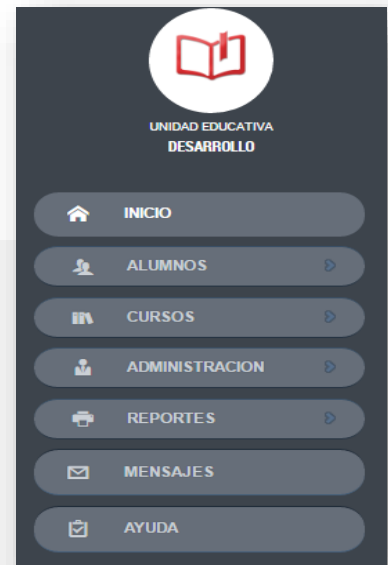 UNIDAD EDUCATIVA
DESARROLLO
INICIO
ALUMNOS
CURSOS
ADMINISTRACION
REPORTES
MENSAJES
AYUDA